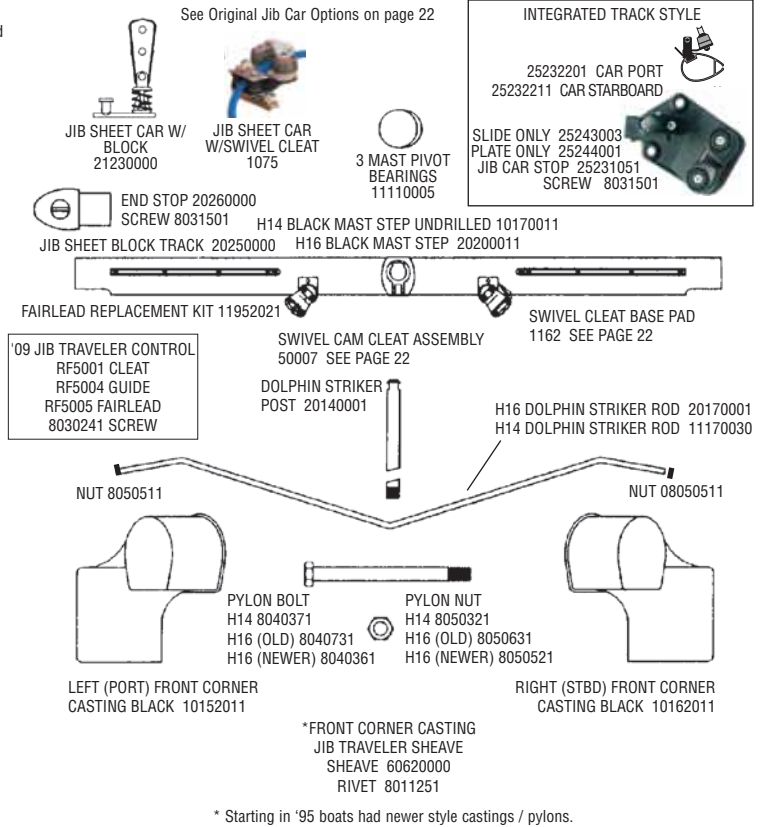 See Original Jib Car Options on page 22
JIB SHEET CAR W/
BLOCK
21230000
JIB SHEET CAR
W/SWIVEL CLEAT
1075
3 MAST PIVOT
BEARINGS
11110005
INTEGRATED TRACK STYLE
25232201 CAR PORT
25232211 CAR STARBOARD
SLIDE ONLY 25243003
PLATE ONLY 25244001
JIB CAR STOP 25231051
SCREW 8031501
END STOP 20260000
SCREW 8031501
H14 BLACK MAST STEP UNDRILLED 10170011
JIB SHEET BLOCK TRACK 20250000
H16 BLACK MAST STEP 20200011
FAIRLEAD REPLACEMENT KIT 11952021
SWIVEL CAM CLEAT ASSEMBLY
50007 SEE PAGE 22
SWIVEL CLEAT BASE PAD
1162 SEE PAGE 22
'09 JIB TRAVELER CONTROL
RF5001 CLEAT
RF5004 GUIDE
RF5005 FAIRLEAD
8030241 SCREW
DOLPHIN STRIKER
POST 20140001
H16 DOLPHIN STRIKER ROD 20170001
H14 DOLPHIN STRIKER ROD 11170030
NUT 8050511
NUT 08050511
PYLON BOLT
H14 8040371
H16 (OLD) 8040731
H16 (NEWER) 8040361
PYLON NUT
H14 8050321
H16 (OLD) 8050631
H16 (NEWER) 8050521
LEFT (PORT) FRONT CORNER
CASTING BLACK 10152011
RIGHT (STBD) FRONT CORNER
CASTING BLACK 10162011
*FRONT CORNER CASTING
JIB TRAVELER SHEAVE
SHEAVE 60620000
RIVET 8011251
* Starting in '95 boats had newer style castings / pylons.